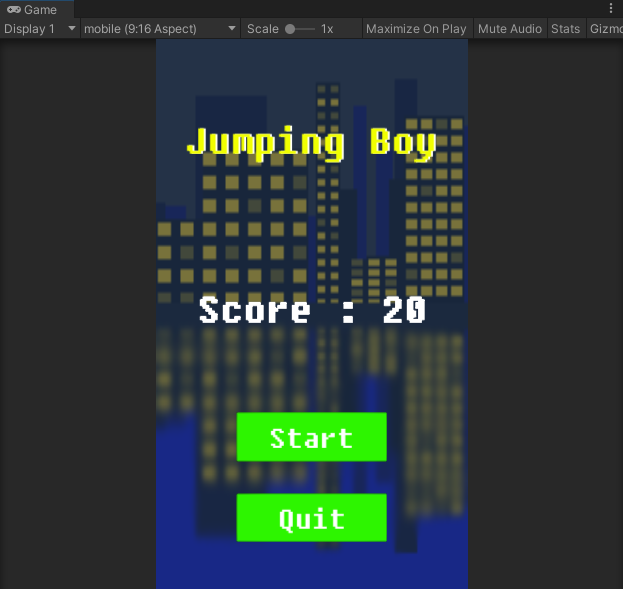 Game
Display 1 mobile (9:16 Aspect) Scale 1x Maximize On Play Mute Audio Stats Gizmo
Jumping Boy
Score : 20
Start
Quit